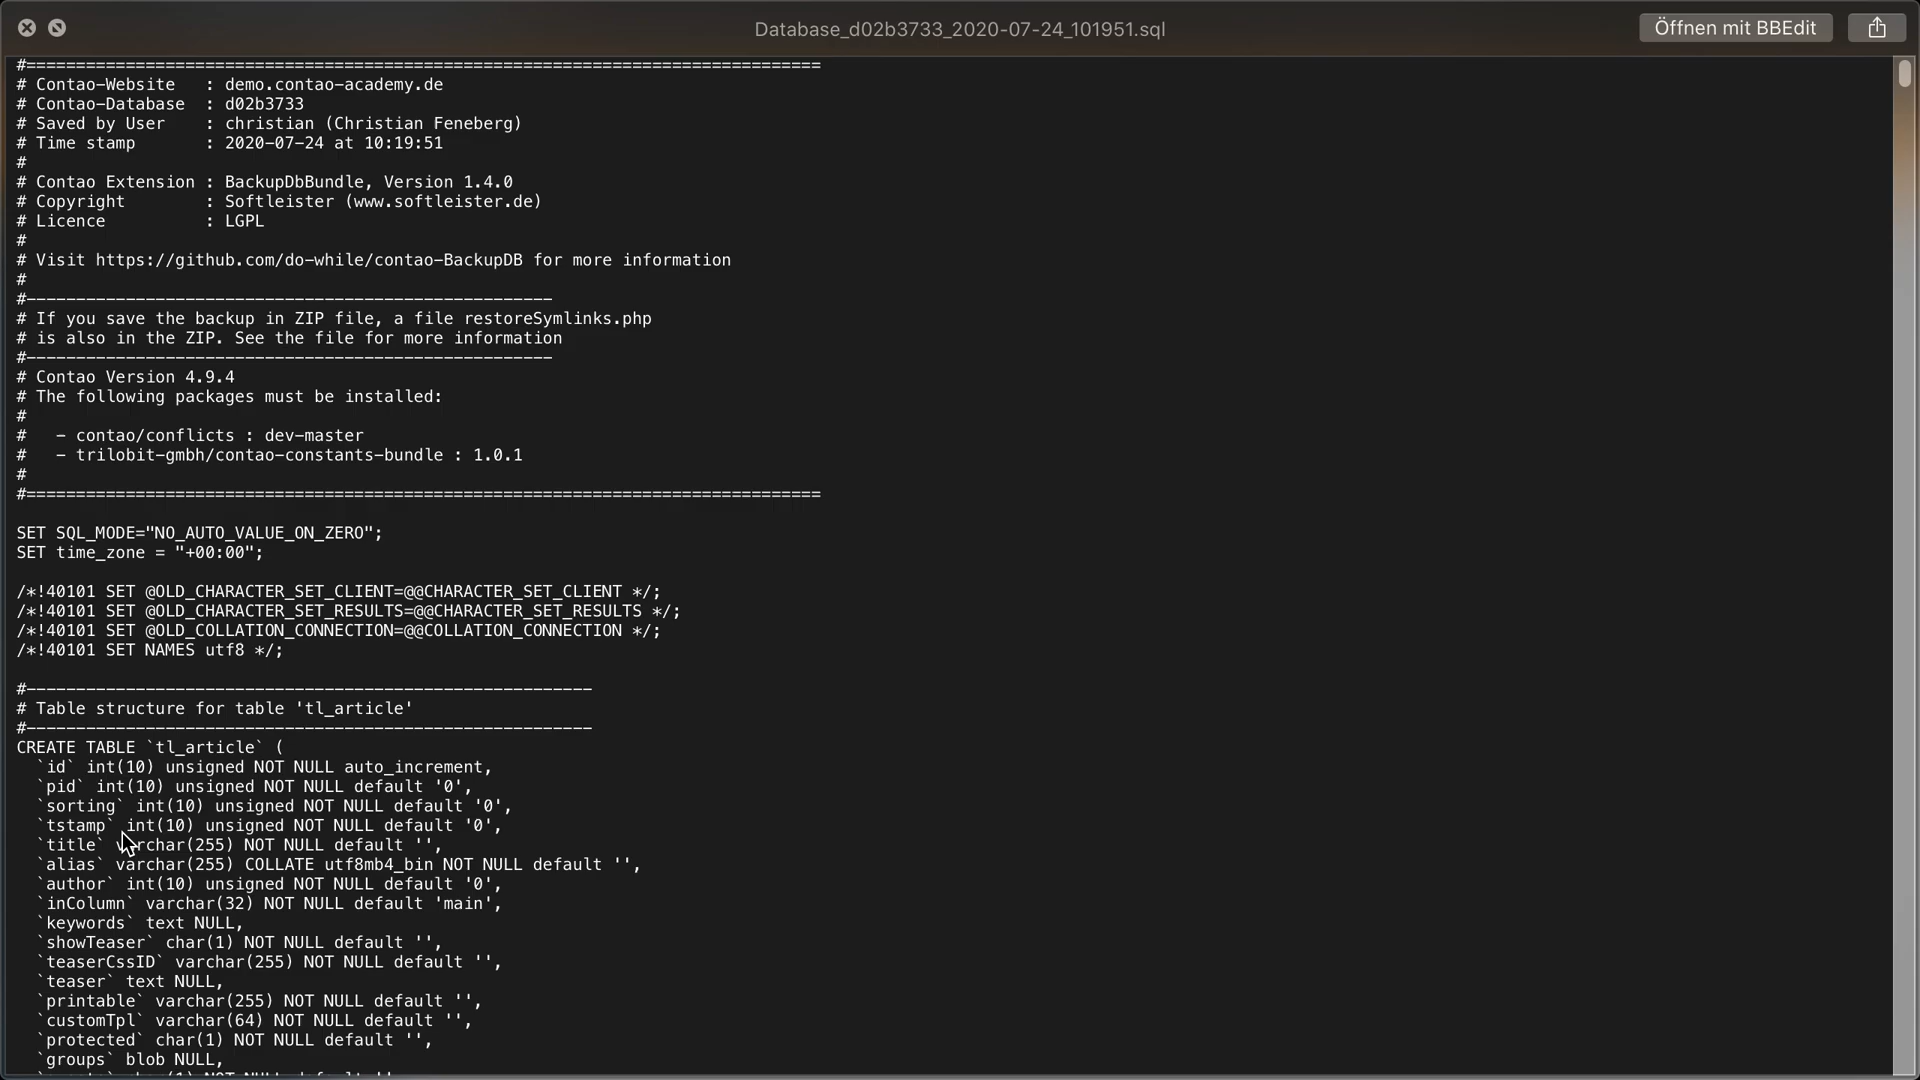 Database_d02b3733_2020-07-24_101951.sql
Öffnen mit BBEdit
#================================================================================
# Contao-Website   : demo.contao-academy.de
# Contao-Database  : d02b3733
# Saved by User    : christian (Christian Feneberg)
# Time stamp       : 2020-07-24 at 10:19:51
#
# Contao Extension : BackupDbBundle, Version 1.4.0
# Copyright        : Softleister (www.softleister.de)
# Licence          : LGPL
#
# Visit https://github.com/do-while/contao-BackupDB for more information
#
#-----------------------------------------------------
# If you save the backup in ZIP file, a file restoreSymlinks.php
# is also in the ZIP. See the file for more information
#-----------------------------------------------------
# Contao Version 4.9.4
# The following packages must be installed:
#
#   - contao/conflicts : dev-master
#   - trilobit-gmbh/contao-constants-bundle : 1.0.1
#
#================================================================================
SET SQL_MODE="NO_AUTO_VALUE_ON_ZERO";
SET time_zone = "+00:00";
/*!40101 SET @OLD_CHARACTER_SET_CLIENT=@@CHARACTER_SET_CLIENT */;
/*!40101 SET @OLD_CHARACTER_SET_RESULTS=@@CHARACTER_SET_RESULTS */;
/*!40101 SET @OLD_COLLATION_CONNECTION=@@COLLATION_CONNECTION */;
/*!40101 SET NAMES utf8 */;
#---------------------------------------------------------
# Table structure for table 'tl_article'
#---------------------------------------------------------
CREATE TABLE `tl_article` (
  `id` int(10) unsigned NOT NULL auto_increment,
  `pid` int(10) unsigned NOT NULL default '0',
  `sorting` int(10) unsigned NOT NULL default '0',
  `tstamp` int(10) unsigned NOT NULL default '0',
  `title` varchar(255) NOT NULL default '',
  `alias` varchar(255) COLLATE utf8mb4_bin NOT NULL default '',
  `author` int(10) unsigned NOT NULL default '0',
  `inColumn` varchar(32) NOT NULL default 'main',
  `keywords` text NULL,
  `showTeaser` char(1) NOT NULL default '',
  `teaserCssID` varchar(255) NOT NULL default '',
  `teaser` text NULL,
  `printable` varchar(255) NOT NULL default '',
  `customTpl` varchar(64) NOT NULL default '',
  `protected` char(1) NOT NULL default '',
  `groups` blob NULL,